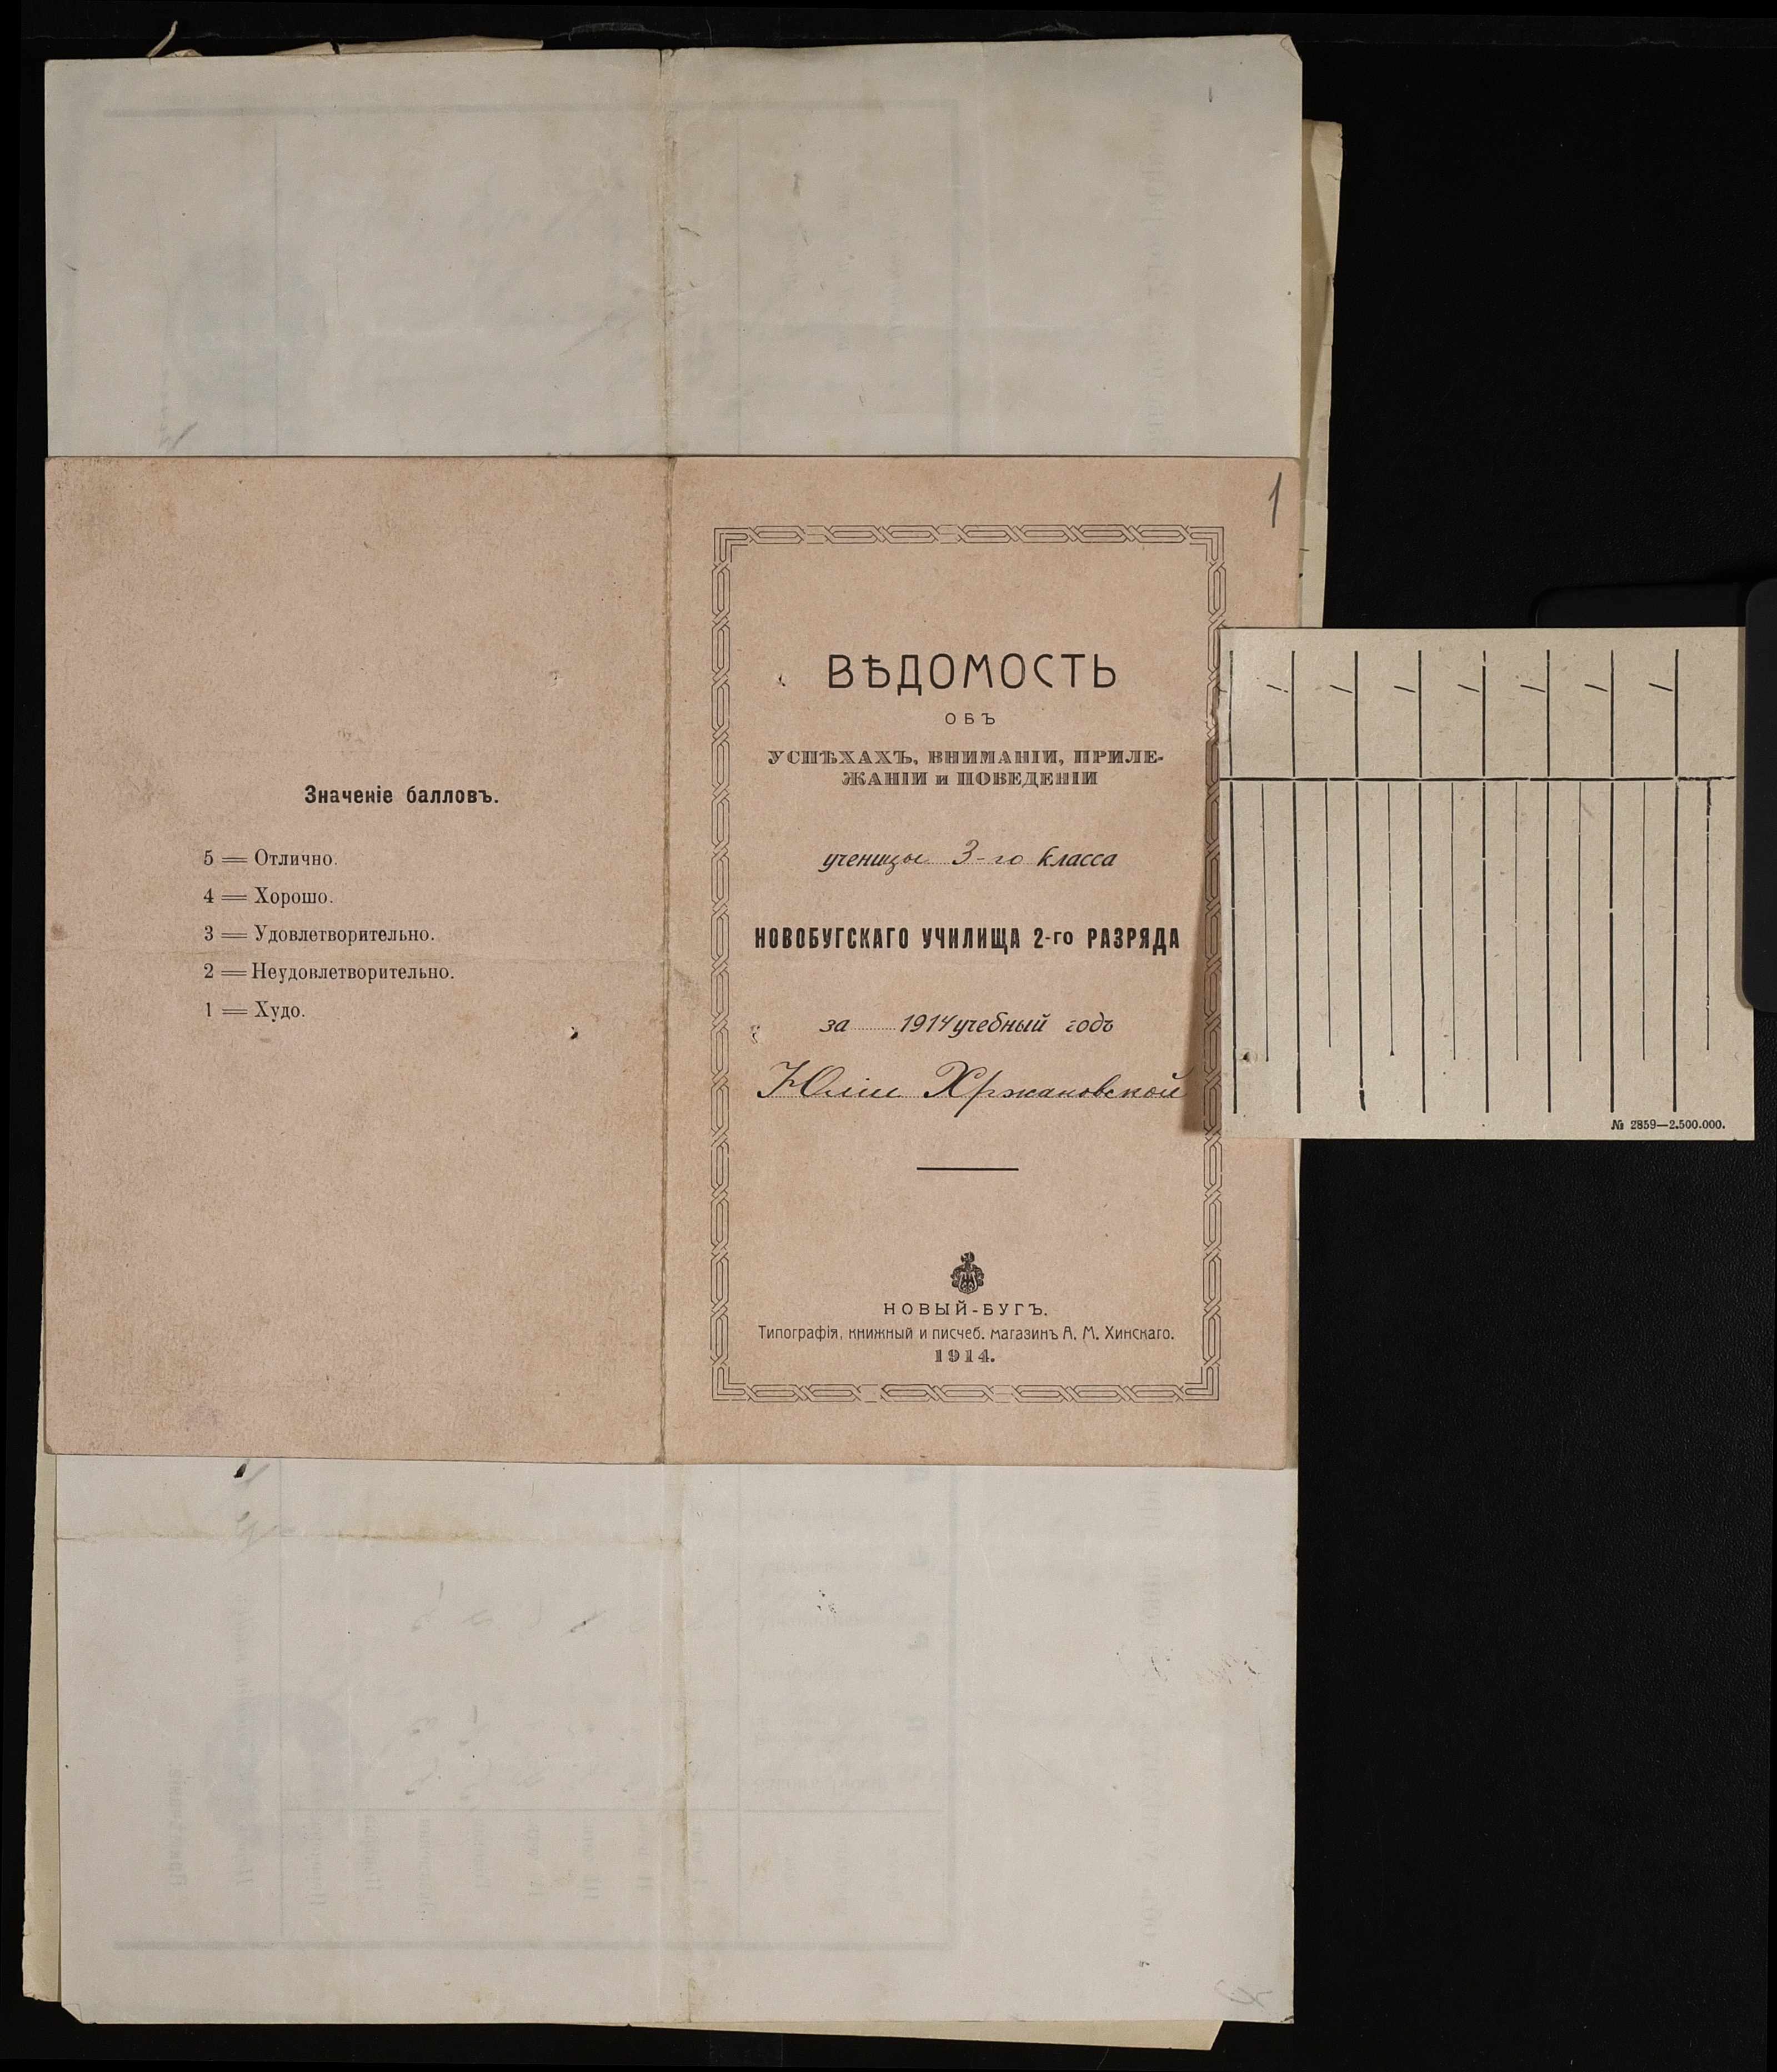 Значеніе балловъ.
5 = Отлично.
4 = Хорошо.
3 = Удовлетворительно.
2 = Неудовлетворительно.
1 = Худо.
1
ВѢДОМОСТЬ
ОБЪ
УСПѢХАХЪ, ВНИМАНІИ, ПРИЛЕ-
ЖАНІИ и ПОВЕДЕНІИ
ученицы 3-го класса
НОВОБУГСКАГО УЧИЛИЩА 2-го РАЗРЯДА
за 1914 учебный годъ
Юліи Хржановской
НОВЫЙ-БУГЪ.
Типографія, книжный и писчеб. магазинъ А. М. Хинскаго.
1914.
№ 2859—2.500.000.